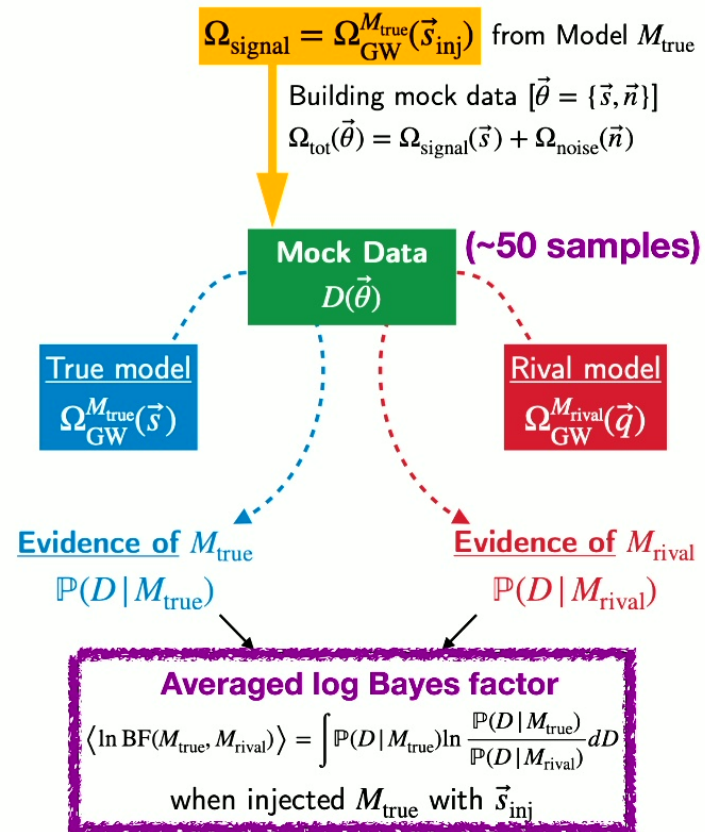 Ω_signal = Ω_GW^{M_true}(s⃗_inj) from Model M_true
Building mock data [θ⃗ = {s⃗, n⃗}]
Ω_tot(θ⃗) = Ω_signal(s⃗) + Ω_noise(n⃗)
Mock Data (~50 samples)
D(θ⃗)
True model
Ω_GW^{M_true}(s⃗)
Rival model
Ω_GW^{M_rival}(q⃗)
Evidence of M_true
ℙ(D | M_true)
Evidence of M_rival
ℙ(D | M_rival)
Averaged log Bayes factor
⟨ln BF(M_true, M_rival)⟩ = ∫ ℙ(D | M_true) ln ℙ(D | M_true) / ℙ(D | M_rival) dD
when injected M_true with s⃗_inj